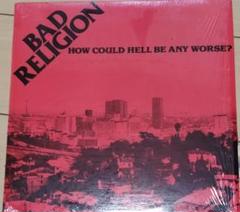 BAD
RELIGION
HOW COULD HELL BE ANY WORSE?